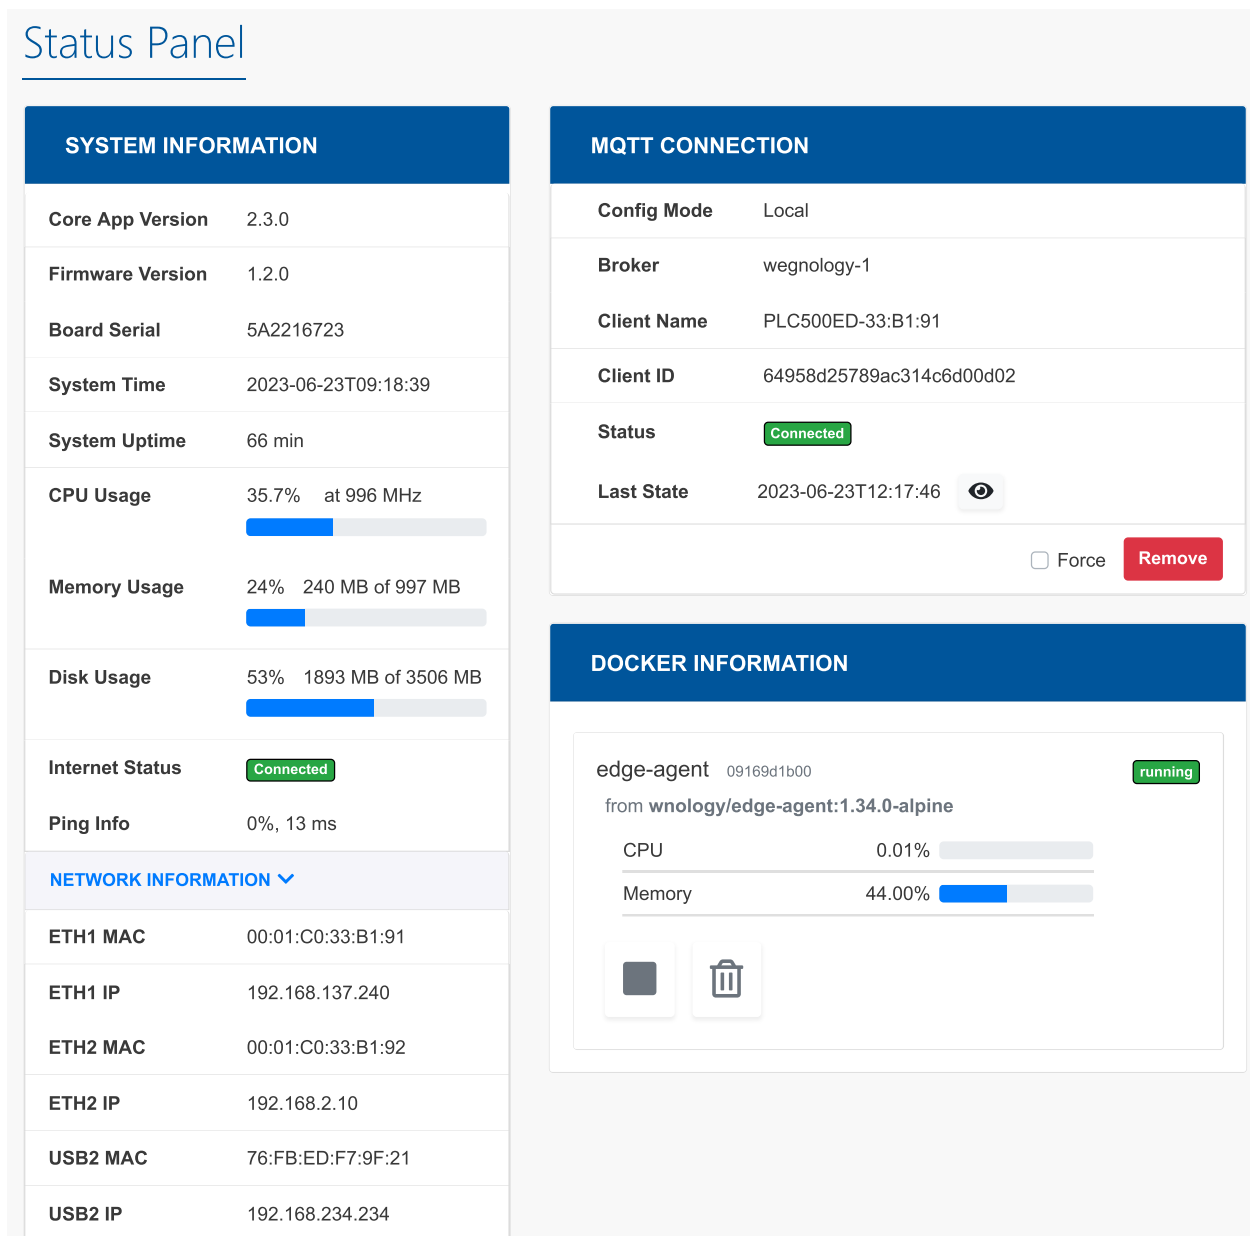 Status Panel
SYSTEM INFORMATION
Core App Version 2.3.0
Firmware Version 1.2.0
Board Serial 5A2216723
System Time 2023-06-23T09:18:39
System Uptime 66 min
CPU Usage 35.7% at 996 MHz
Memory Usage 24% 240 MB of 997 MB
Disk Usage 53% 1893 MB of 3506 MB
Internet Status Connected
Ping Info 0%, 13 ms
NETWORK INFORMATION
ETH1 MAC 00:01:C0:33:B1:91
ETH1 IP 192.168.137.240
ETH2 MAC 00:01:C0:33:B1:92
ETH2 IP 192.168.2.10
USB2 MAC 76:FB:ED:F7:9F:21
USB2 IP 192.168.234.234
MQTT CONNECTION
Config Mode Local
Broker wegnology-1
Client Name PLC500ED-33:B1:91
Client ID 64958d25789ac314c6d00d02
Status Connected
Last State 2023-06-23T12:17:46
Force Remove
DOCKER INFORMATION
edge-agent 09169d1b00 running
from wnology/edge-agent:1.34.0-alpine
CPU 0.01%
Memory 44.00%